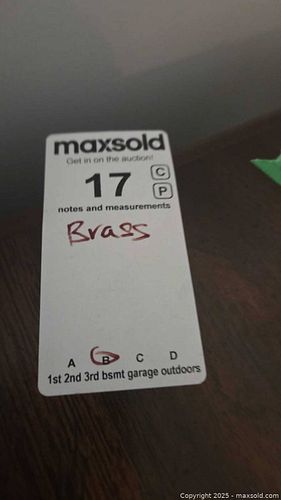 maxsold
Get in on the auction!
17
C
P
notes and measurements
Brass
A B C D
1st 2nd 3rd bsmt garage outdoors
Copyright 2025 - maxsold.com